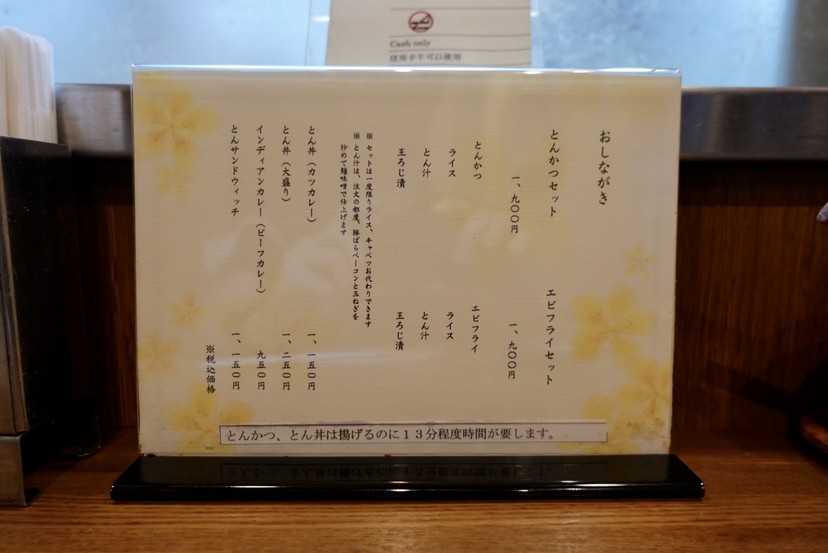 Cash only
信用卡不可以使用
おしながき
とんかつセット
一、九〇〇円
とんかつ
ライス
とん汁
王ろじ漬
エビフライセット
一、九〇〇円
エビフライ
ライス
とん汁
王ろじ漬
※ セットは一度限りライス、キャベツお代わりできます
※ とん汁は、注文の都度、豚ばらベーコンと玉ねぎを
炒めて麹味噌で仕上げます
とん丼（カツカレー） 一、一五〇円
とん丼（大盛り） 一、二五〇円
インディアンカレー（ビーフカレー） 九五〇円
とんサンドウィッチ 一、一五〇円
※税込価格
とんかつ、とん丼は揚げるのに１３分程度時間が要します。